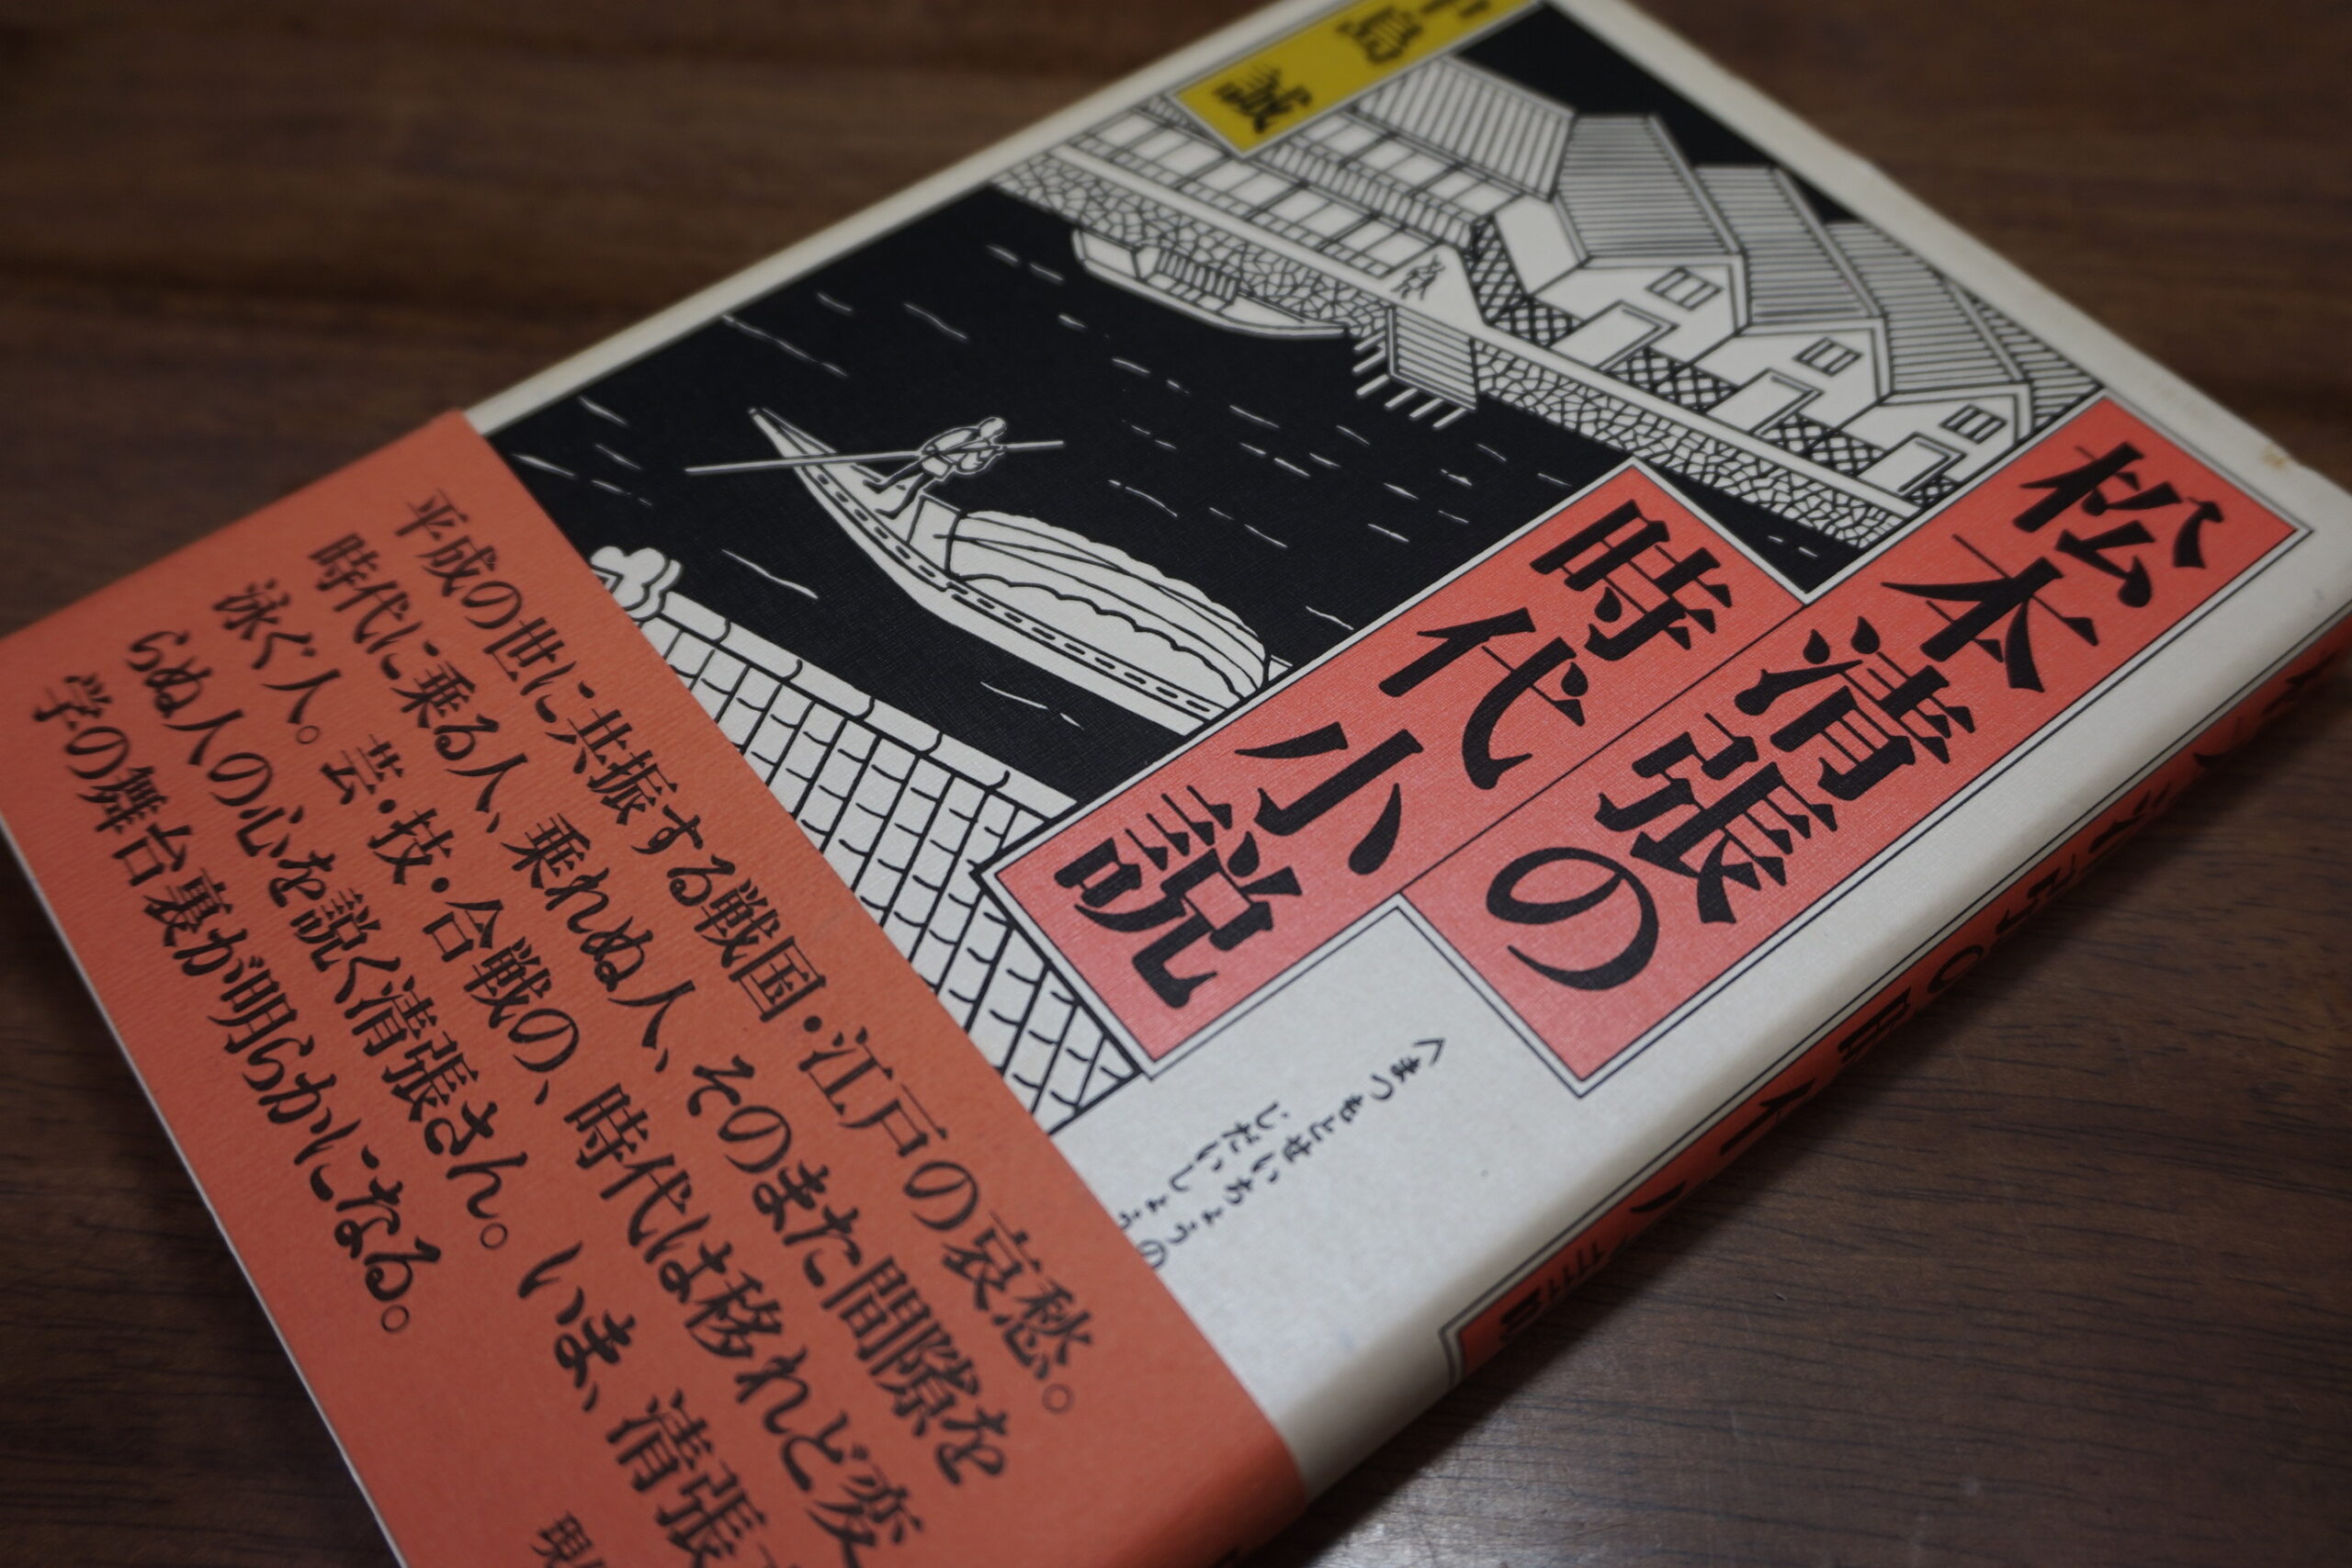 松本清張の
時代小説
島 誠
〈まつもとせいちょうの
じだいしょう
平成の世に共振する戦国・江戸の哀愁。
時代に乗る人、乗れぬ人、そのまた間隙を
泳ぐ人。芸・技・合戦の、時代は移れど変
らぬ人の心を説く清張さん。いま、清張
学の舞台裏が明らかになる。
現